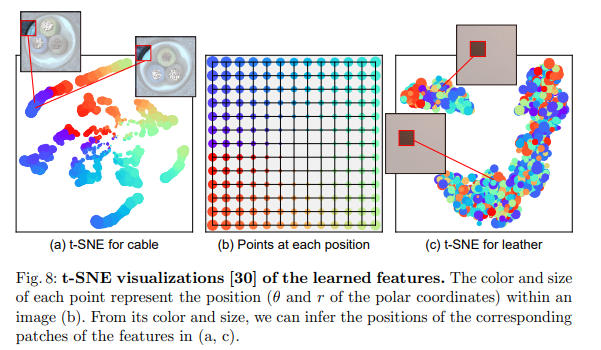 (a) t-SNE for cable
(b) Points at each position
(c) t-SNE for leather
Fig. 8: t-SNE visualizations [30] of the learned features. The color and size
of each point represent the position (θ and r of the polar coordinates) within an
image (b). From its color and size, we can infer the positions of the corresponding
patches of the features in (a, c).